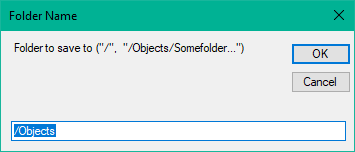 Folder Name
Folder to save to ("/",  "/Objects/Somefolder...")
OK
Cancel
/Objects